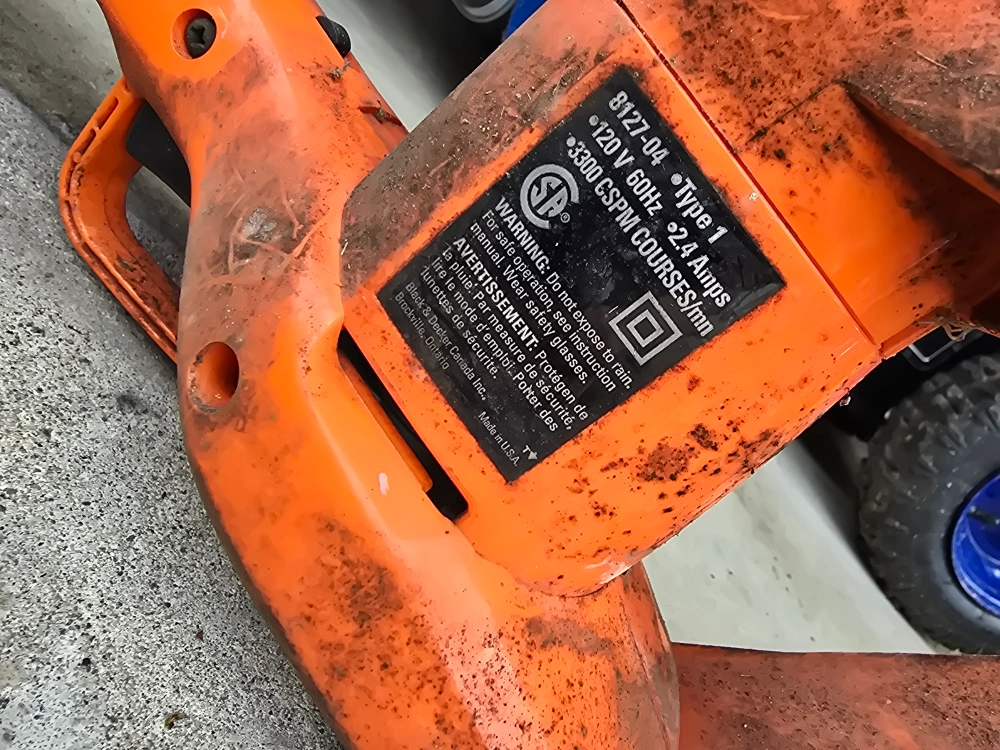 8127-04 •Type 1
•120 V 60Hz •2.4 Amps
•3300 CSPM COURSES/mn
SA ®
WARNING: Do not expose to rain.
For safe operation, see instruction
manual. Wear safety glasses.
AVERTISSEMENT: Protégen de
la pluie. Par mesure de sécurité,
lire le mode d'emploi. Porter des
lunettes de sécurité.
Black & Decker Canada Inc.,
Brockville, Ontario
Made in U.S.A.